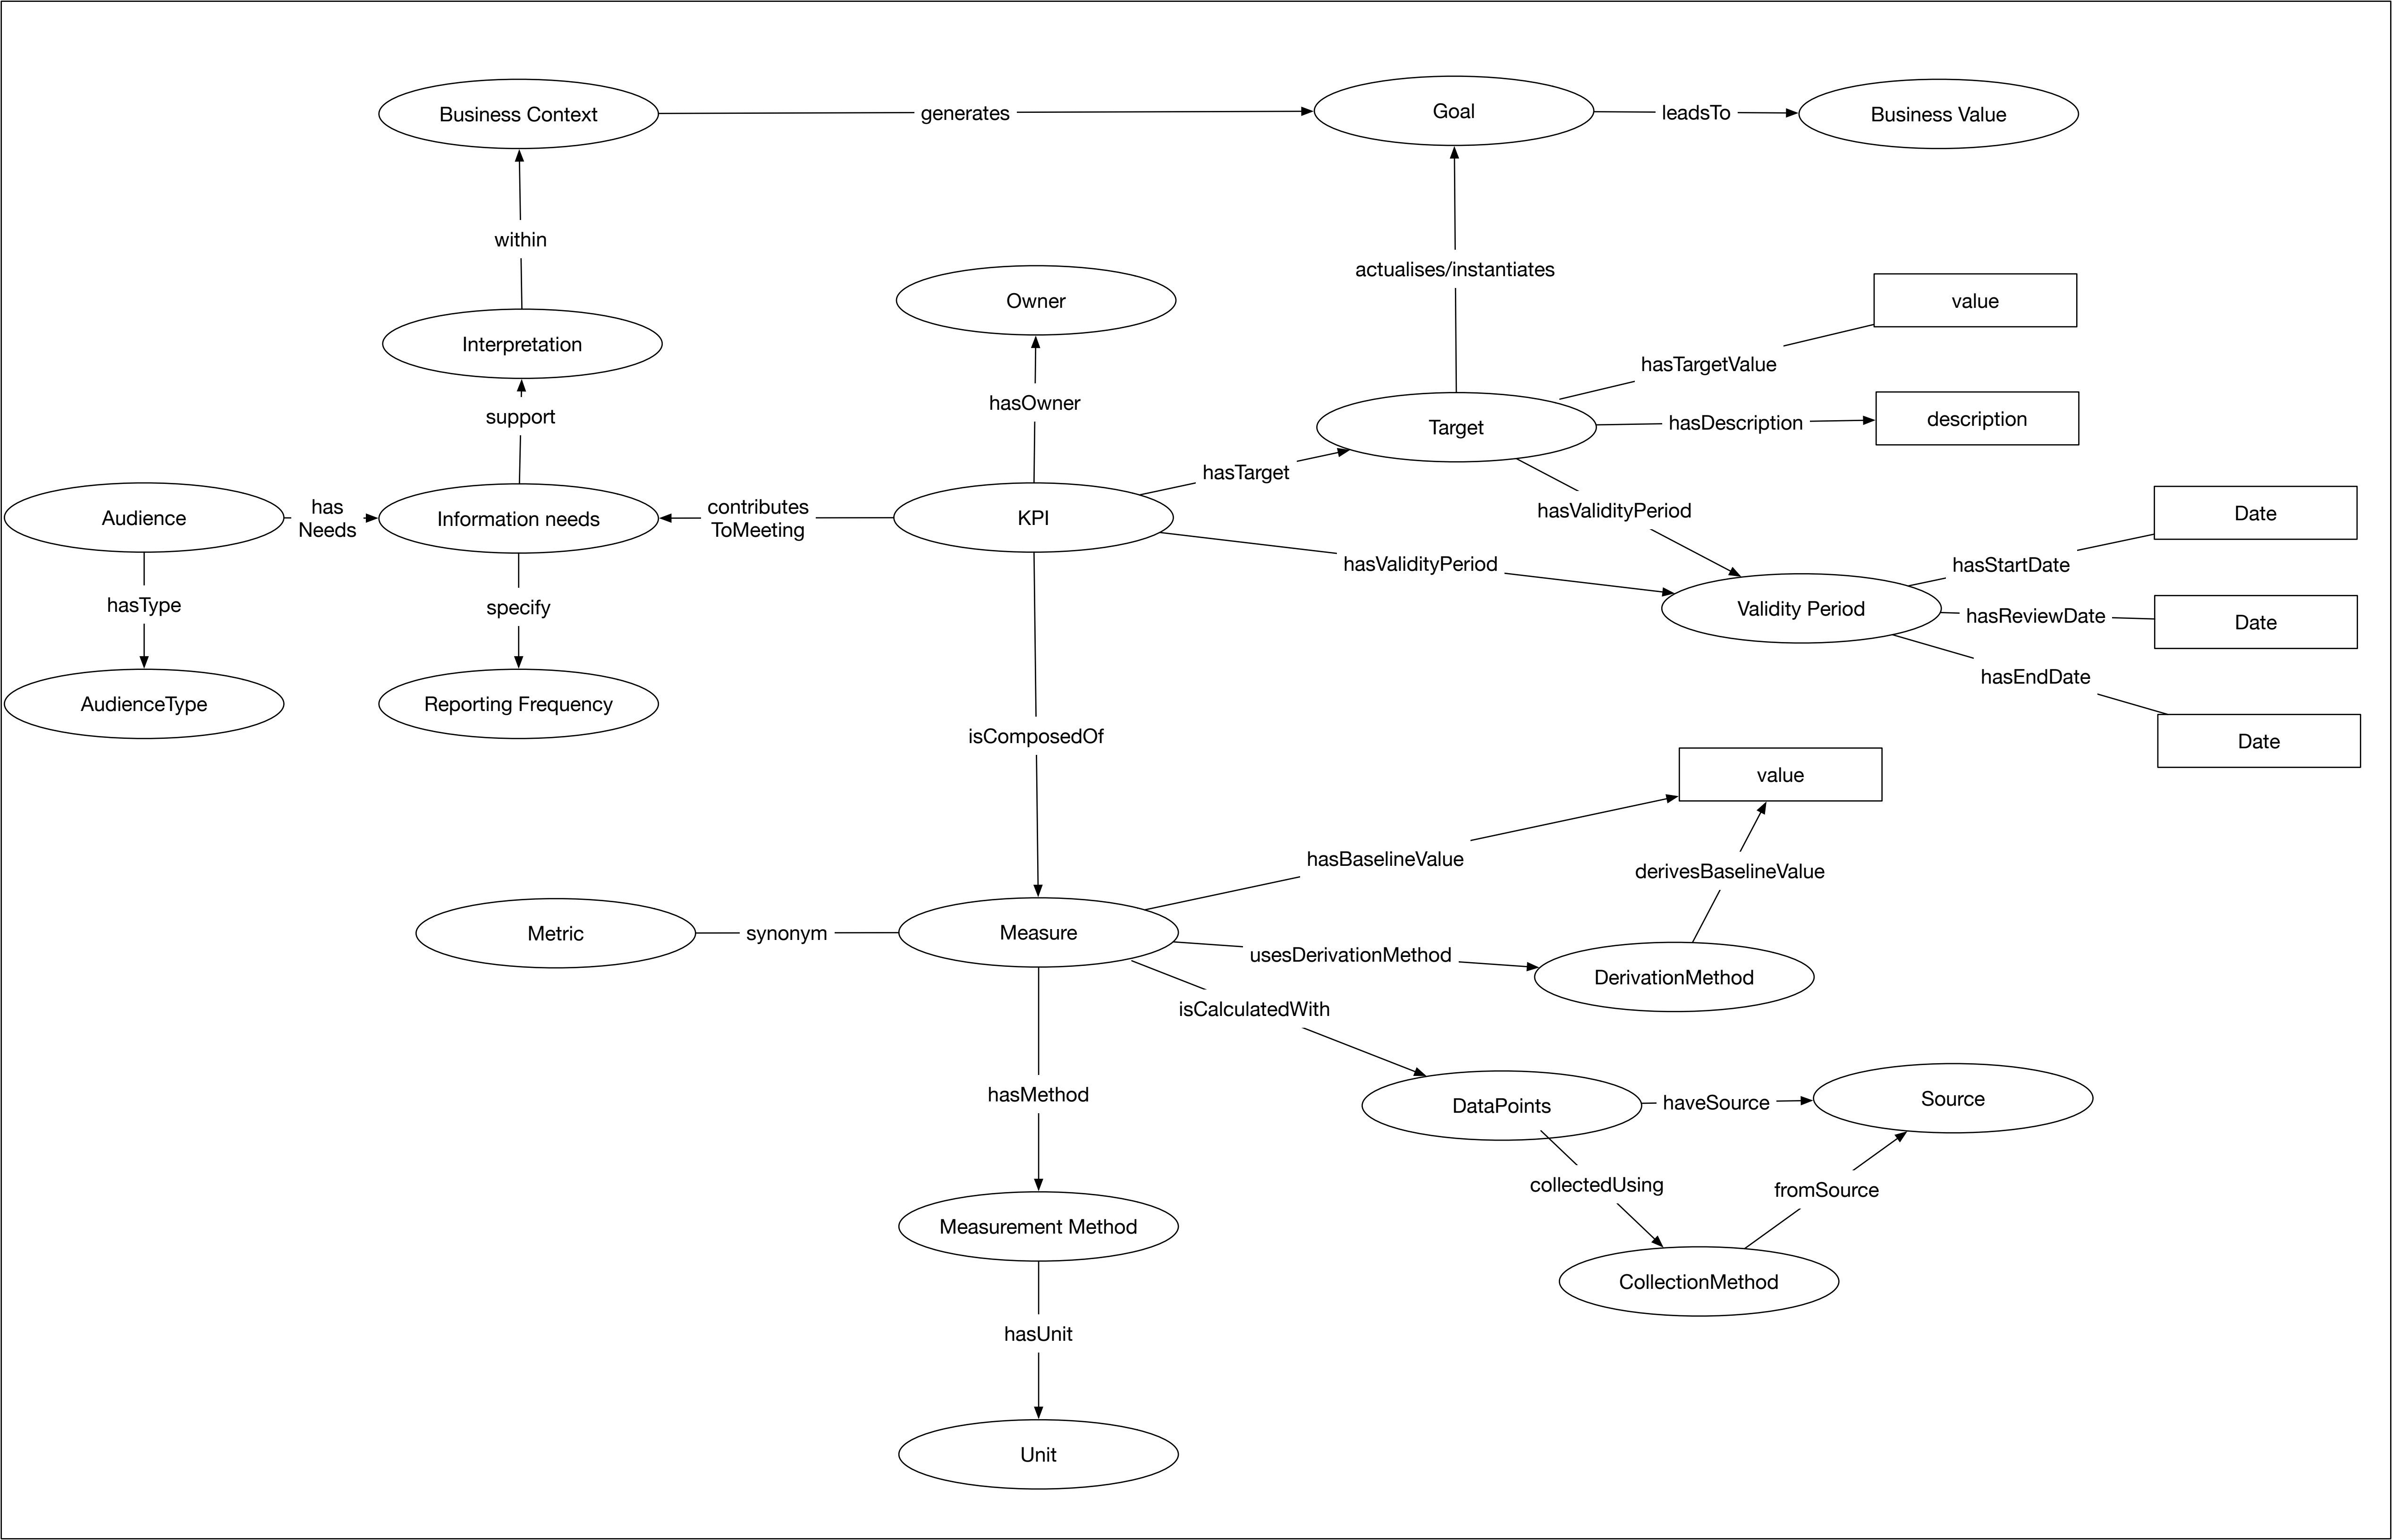 Business Context
generates
Goal
leadsTo
Business Value
within
actualises/instantiates
Owner
value
Interpretation
hasTargetValue
hasOwner
support
Target
hasDescription
description
hasTarget
Audience
has
Needs
Information needs
contributes
ToMeeting
KPI
hasValidityPeriod
Date
hasValidityPeriod
hasStartDate
hasType
specify
Validity Period
hasReviewDate
Date
hasEndDate
AudienceType
Reporting Frequency
isComposedOf
Date
value
hasBaselineValue
derivesBaselineValue
Metric
synonym
Measure
usesDerivationMethod
DerivationMethod
isCalculatedWith
hasMethod
DataPoints
haveSource
Source
collectedUsing
fromSource
Measurement Method
CollectionMethod
hasUnit
Unit